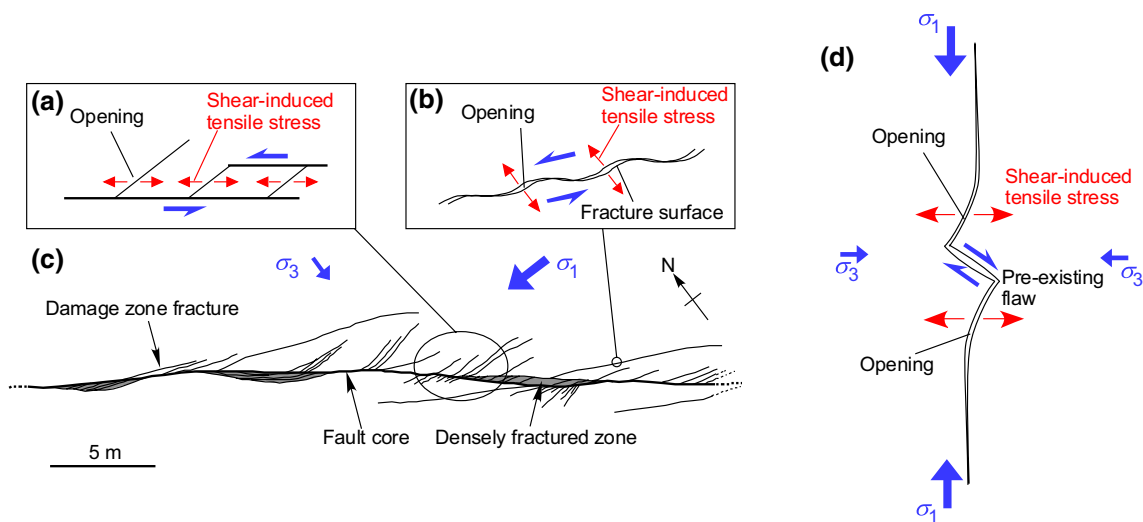 (a)
Opening
Shear-induced
tensile stress
(b)
Opening
Shear-induced
tensile stress
Fracture surface
(c)
σ3
σ1
N
Damage zone fracture
Fault core
Densely fractured zone
5 m
(d)
σ1
Opening
Shear-induced
tensile stress
σ3
σ3
Pre-existing
flaw
Opening
σ1